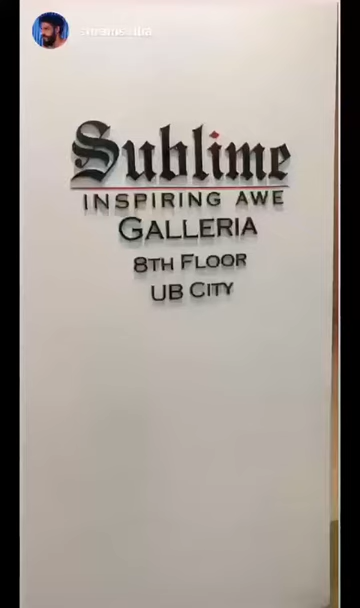 Sublime
INSPIRING AWE
GALLERIA
8TH FLOOR
UB CITY